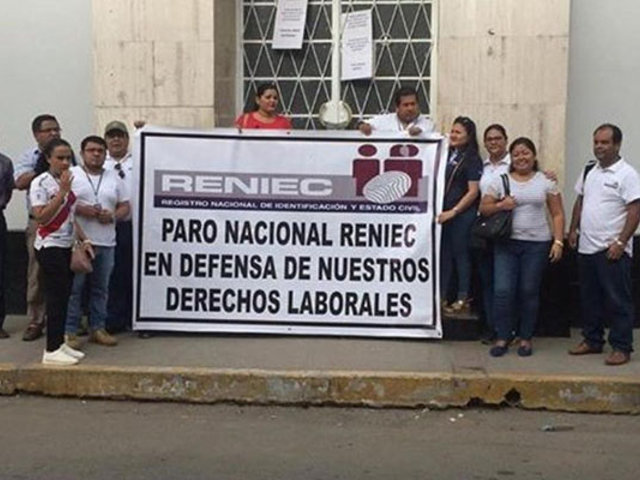 RENIEC
REGISTRO NACIONAL DE IDENTIFICACIÓN Y ESTADO CIVIL
PARO NACIONAL RENIEC
EN DEFENSA DE NUESTROS
DERECHOS LABORALES